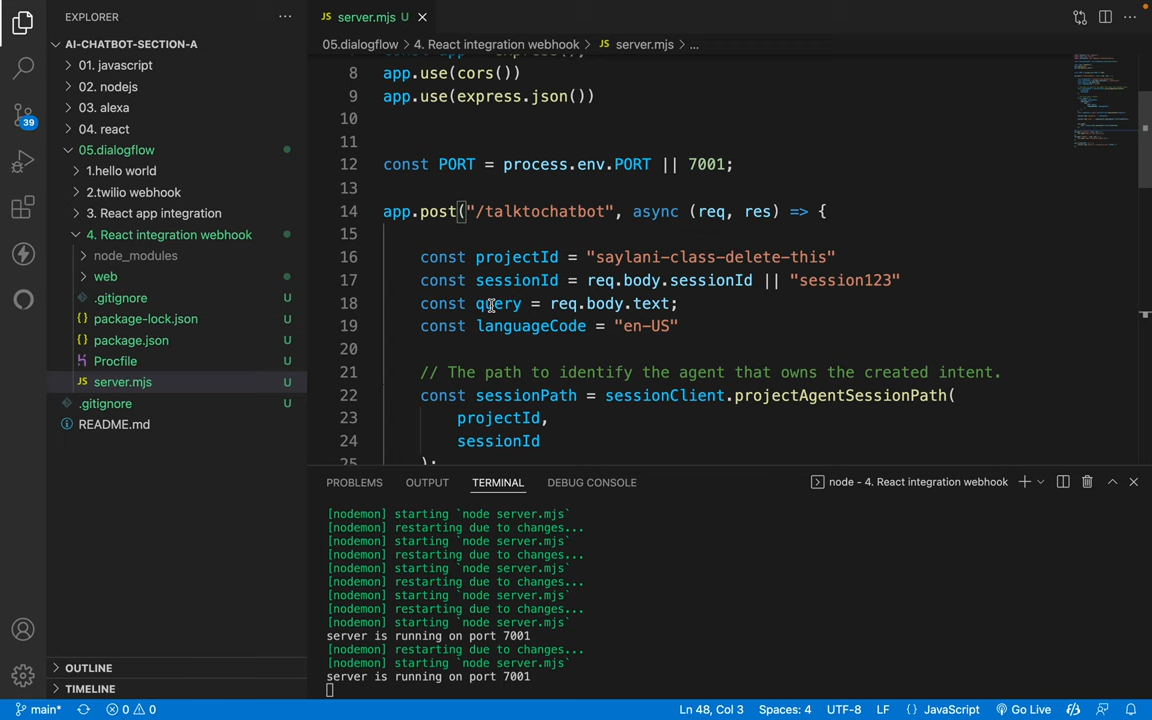 EXPLORER
AI-CHATBOT-SECTION-A
01. javascript
02. nodejs
03. alexa
04. react
05.dialogflow
1.hello world
2.twilio webhook
3. React app integration
4. React integration webhook
node_modules
web
.gitignore U
package-lock.json U
package.json U
Procfile U
JS server.mjs U
.gitignore U
README.md
OUTLINE
TIMELINE
39
JS server.mjs U
05.dialogflow > 4. React integration webhook > JS server.mjs > ...
8 app.use(cors())
9 app.use(express.json())
10
11
12 const PORT = process.env.PORT || 7001;
13
14 app.post("/talktochatbot", async (req, res) => {
15
16 const projectId = "saylani-class-delete-this"
17 const sessionId = req.body.sessionId || "session123"
18 const query = req.body.text;
19 const languageCode = "en-US"
20
21 // The path to identify the agent that owns the created intent.
22 const sessionPath = sessionClient.projectAgentSessionPath(
23 projectId,
24 sessionId
25 );
PROBLEMS OUTPUT TERMINAL DEBUG CONSOLE node - 4. React integration webhook
[nodemon] starting `node server.mjs`
[nodemon] restarting due to changes...
[nodemon] starting `node server.mjs`
[nodemon] restarting due to changes...
[nodemon] starting `node server.mjs`
[nodemon] restarting due to changes...
[nodemon] starting `node server.mjs`
[nodemon] restarting due to changes...
[nodemon] starting `node server.mjs`
server is running on port 7001
[nodemon] restarting due to changes...
[nodemon] starting `node server.mjs`
server is running on port 7001
main* 0 0 Ln 48, Col 3 Spaces: 4 UTF-8 LF {} JavaScript Go Live